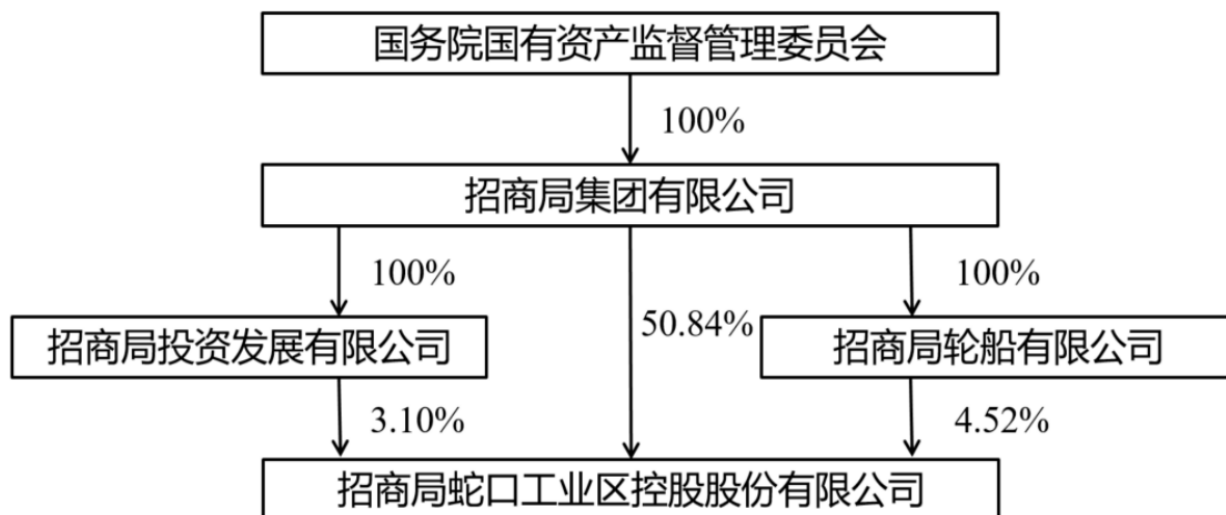 国务院国有资产监督管理委员会
100%
招商局集团有限公司
100%
100%
50.84%
招商局投资发展有限公司
招商局轮船有限公司
3.10%
4.52%
招商局蛇口工业区控股股份有限公司